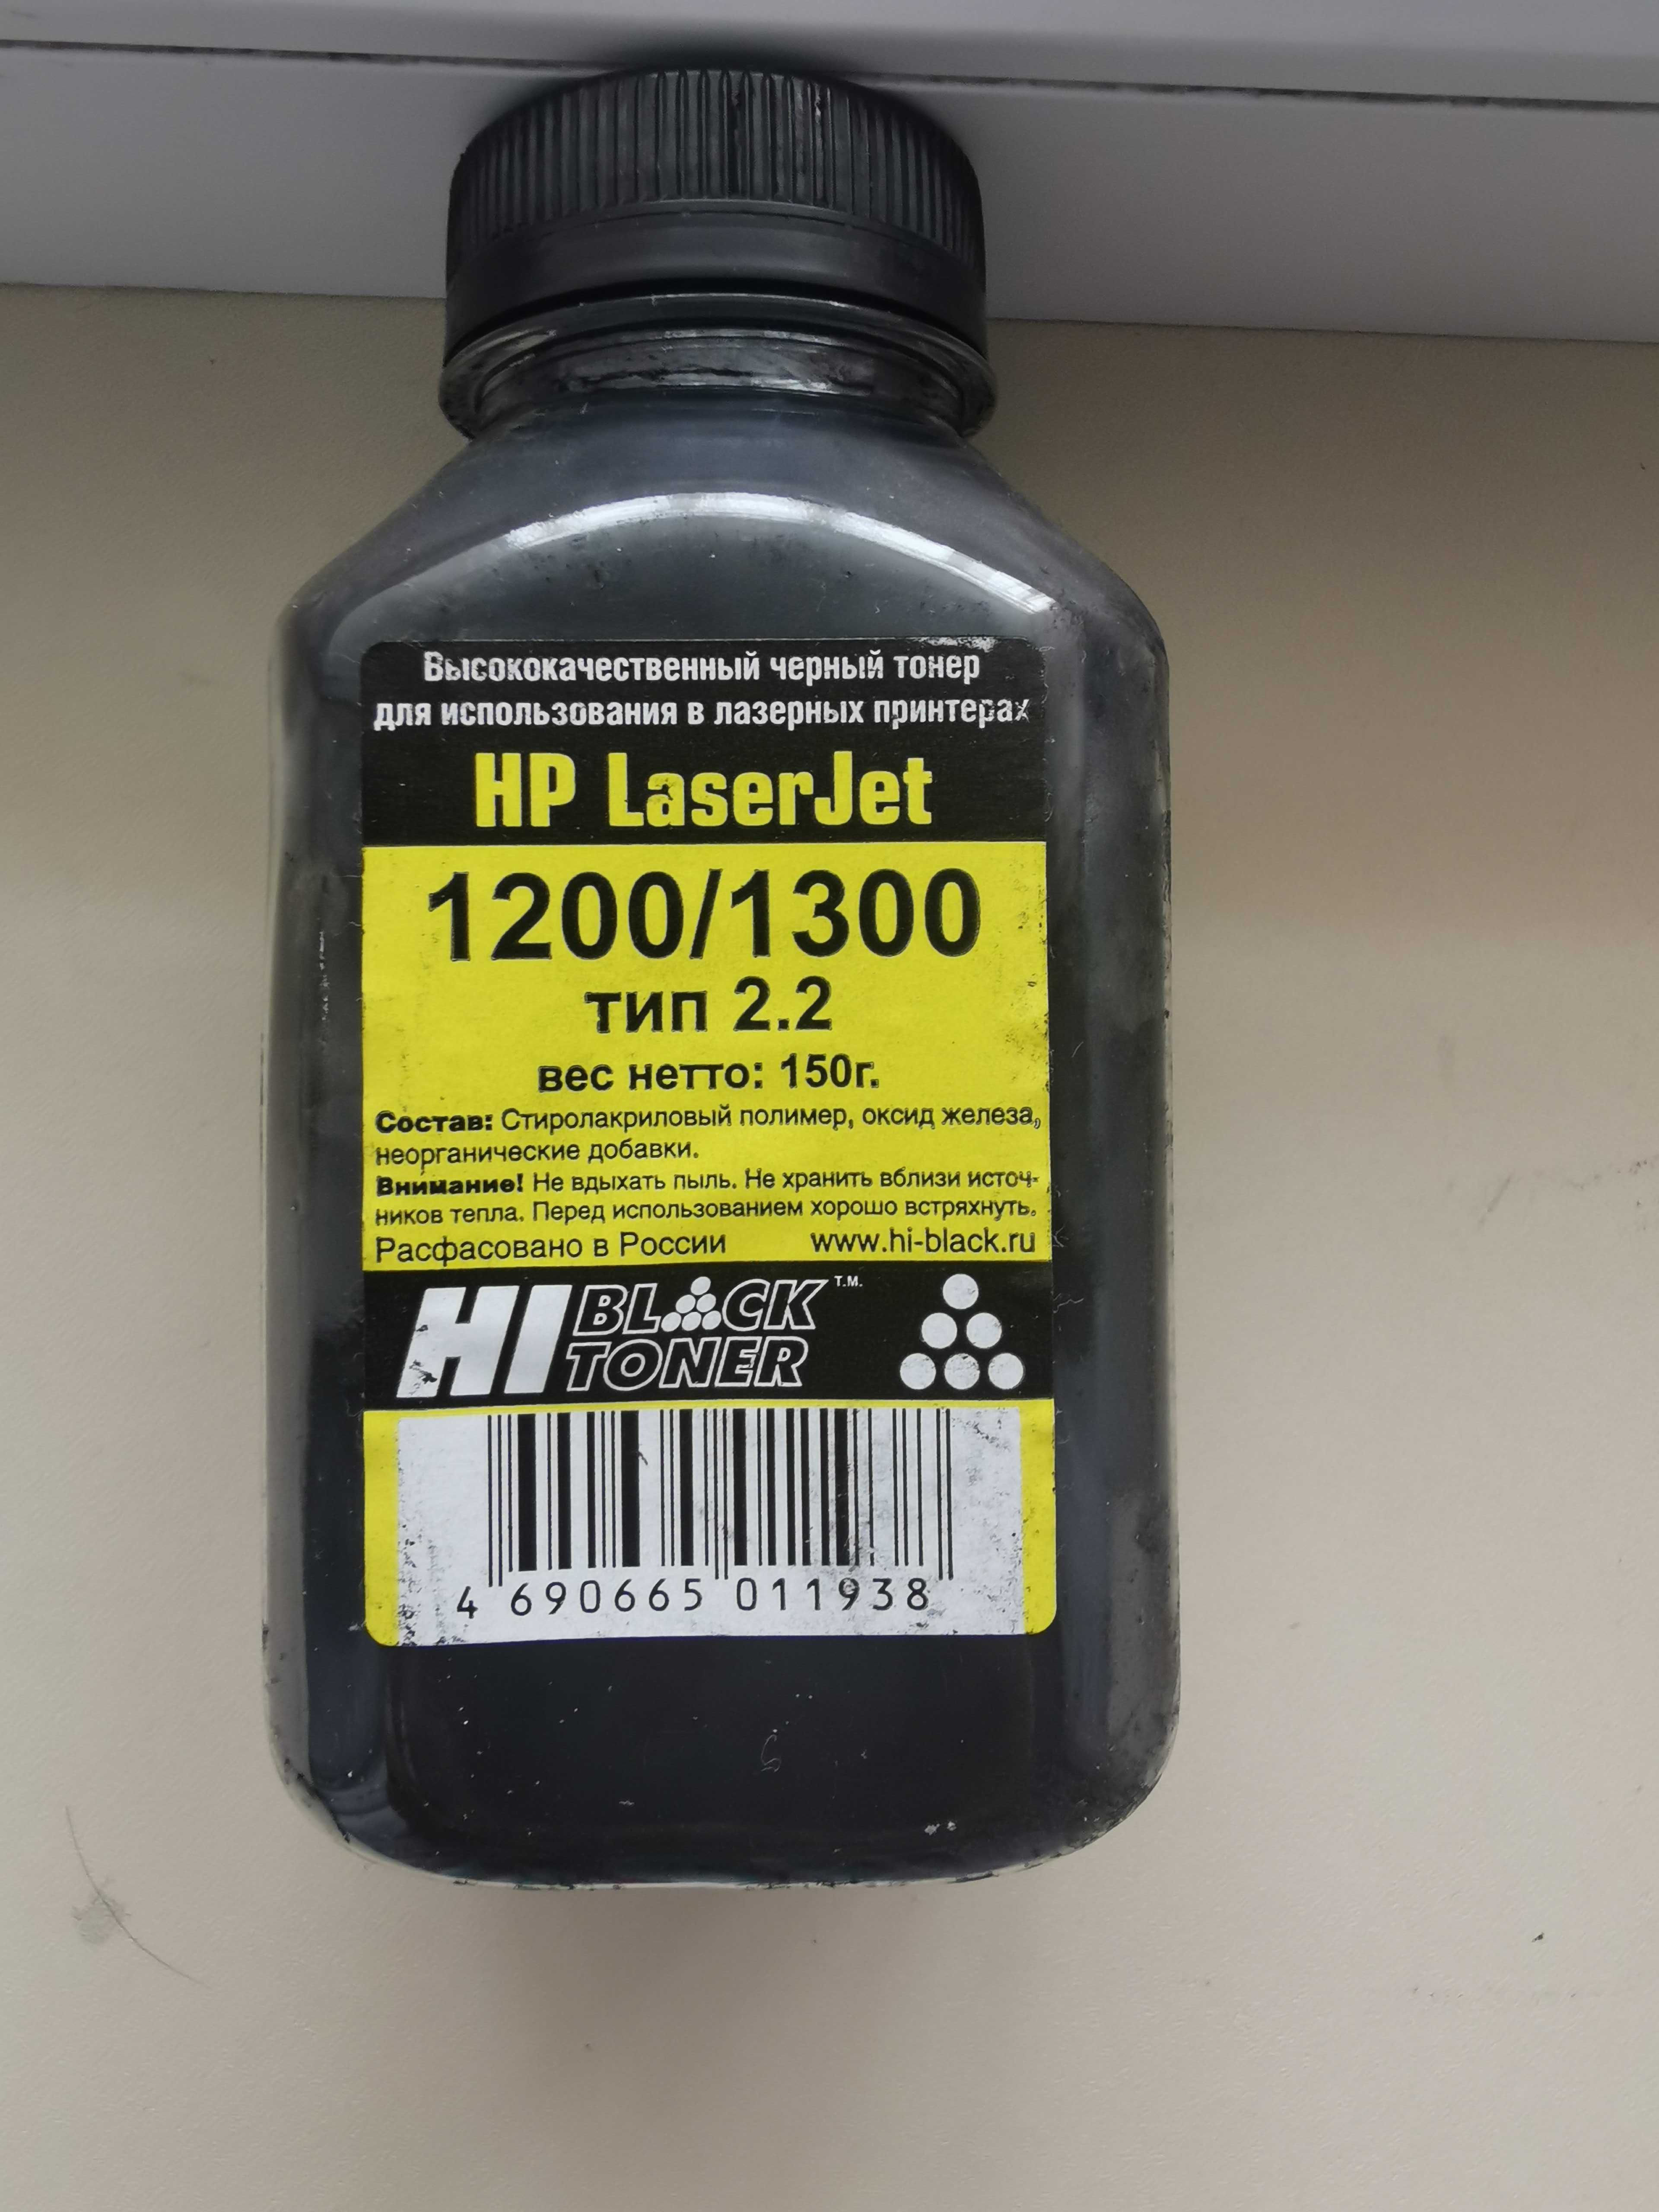 Высококачественный черный тонер
для использования в лазерных принтерах
HP LaserJet
1200/1300
тип 2.2
вес нетто: 150г.
Состав: Стиролакриловый полимер, оксид железа,
неорганические добавки.
Внимание! Не вдыхать пыль. Не хранить вблизи источ-
ников тепла. Перед использованием хорошо встряхнуть.
Расфасовано в России www.hi-black.ru
HI BLACK T.M.
TONER
4 690665 011938